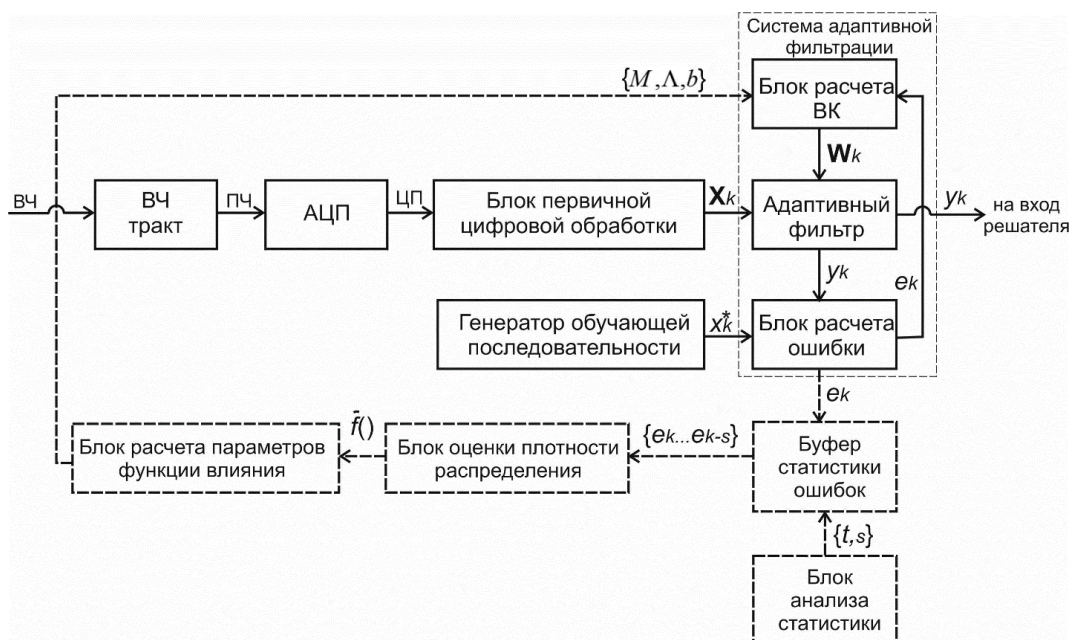 Система адаптивной
фильтрации
{M,Λ,b}
Блок расчета
ВК
Wk
ВЧ
ВЧ
тракт
ПЧ
АЦП
ЦП
Блок первичной
цифровой обработки
Xk
Адаптивный
фильтр
yk
на вход
решателя
yk
ek
Генератор обучающей
последовательности
x*k
Блок расчета
ошибки
ek
Блок расчета параметров
функции влияния
f̄()
Блок оценки плотности
распределения
{ek...ek-s}
Буфер
статистики
ошибок
{t,s}
Блок
анализа
статистики